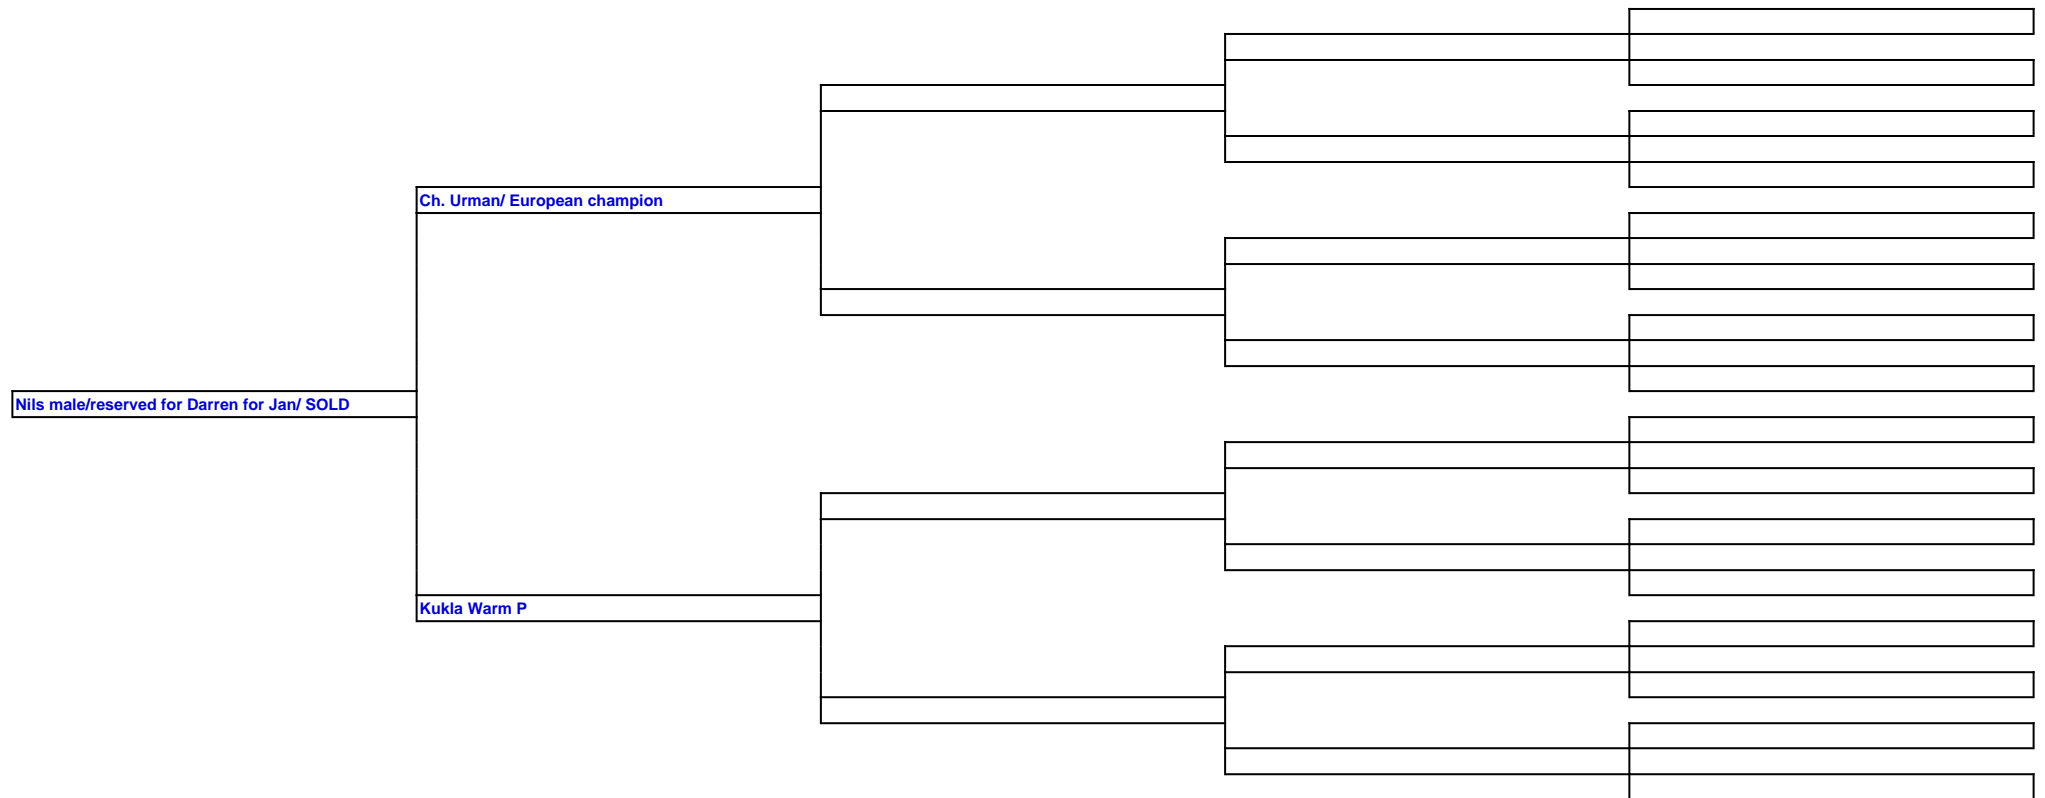 Ch. Urman/ European champion
Nils male/reserved for Darren for Jan/ SOLD
Kukla Warm P